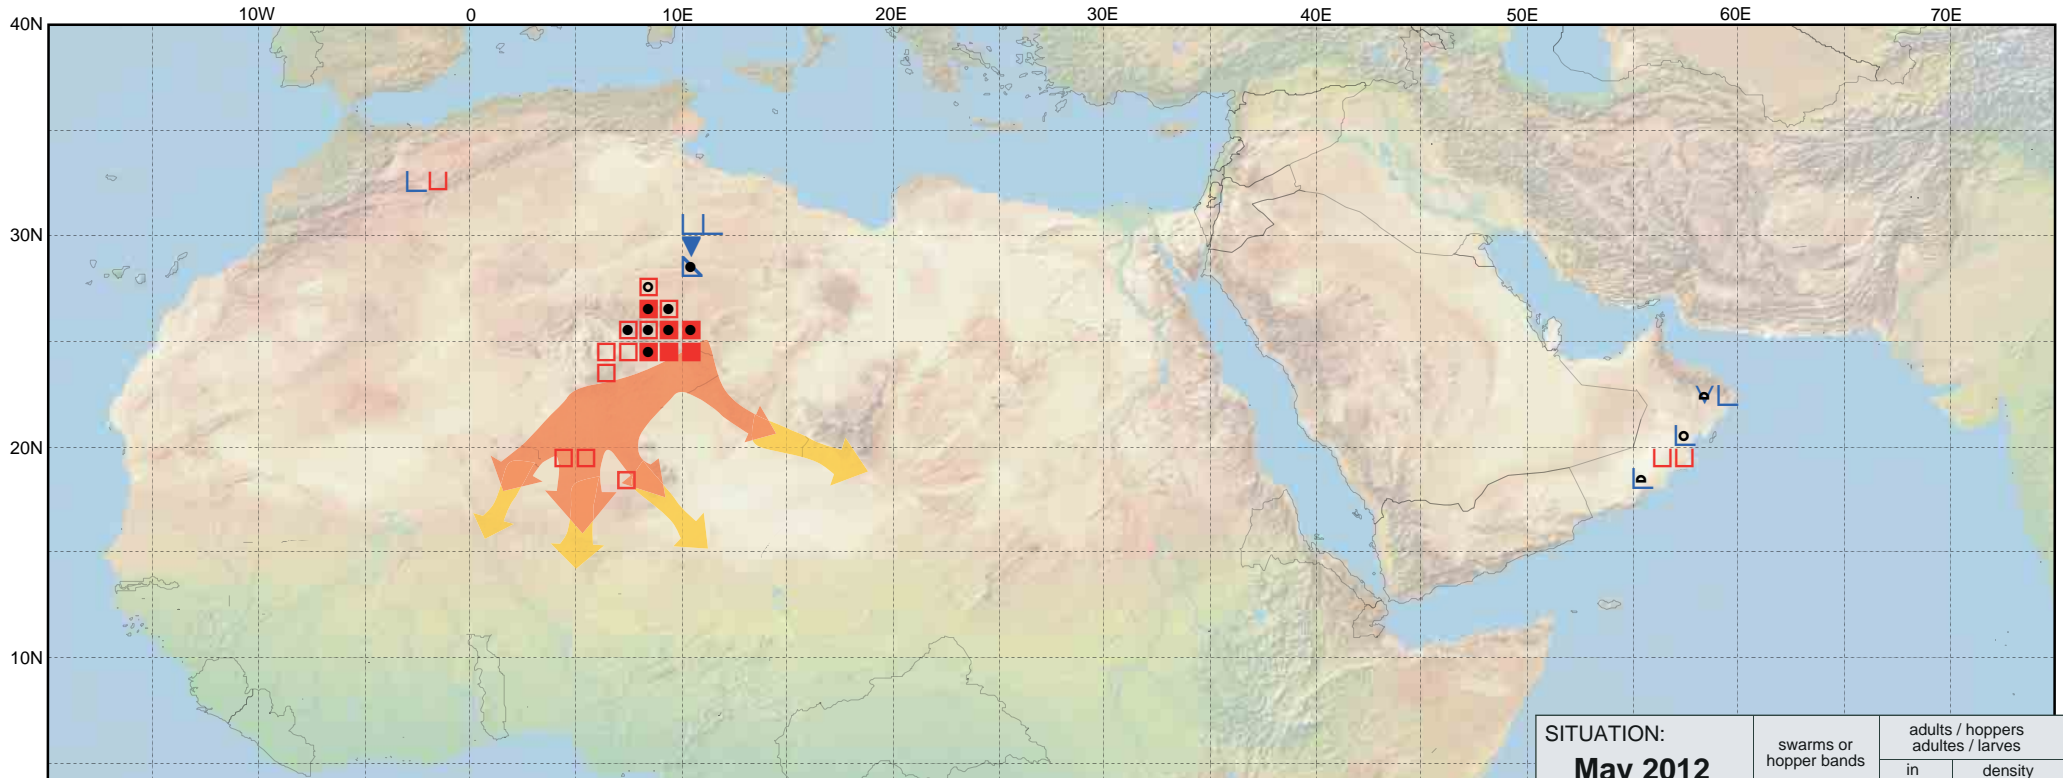 10W 0 10E 20E 30E 40E 50E 60E 70E
40N
30N
20N
10N
SITUATION:
May 2012
swarms or
hopper bands
adults / hoppers
adultes / larves
in
density